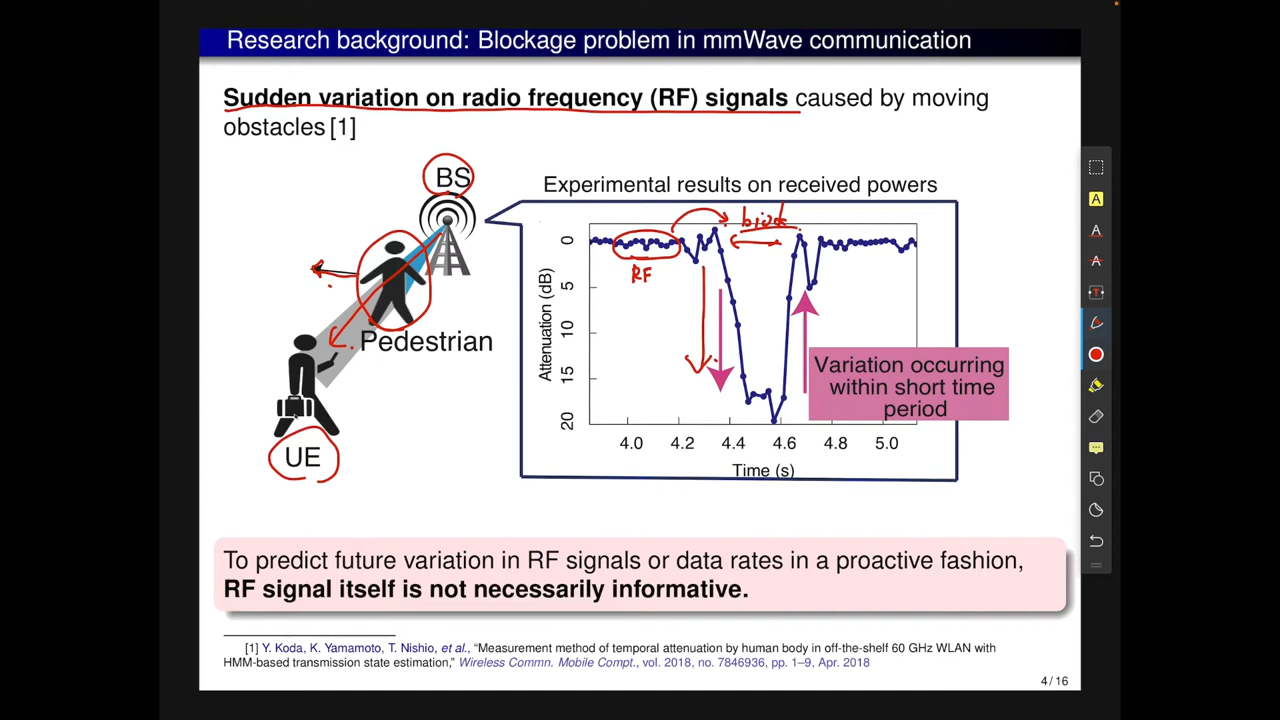 Research background: Blockage problem in mmWave communication
Sudden variation on radio frequency (RF) signals caused by moving
obstacles [1]
BS
Pedestrian
UE
Experimental results on received powers
RF
Attenuation (dB)
0
5
10
15
20
4.0 4.2 4.4 4.6 4.8 5.0
Time (s)
Variation occurring
within short time
period
To predict future variation in RF signals or data rates in a proactive fashion,
RF signal itself is not necessarily informative.
[1] Y. Koda, K. Yamamoto, T. Nishio, et al., “Measurement method of temporal attenuation by human body in off-the-shelf 60 GHz WLAN with
HMM-based transmission state estimation,” Wireless Commn. Mobile Compt., vol. 2018, no. 7846936, pp. 1–9, Apr. 2018
4 / 16
A
A
A
T